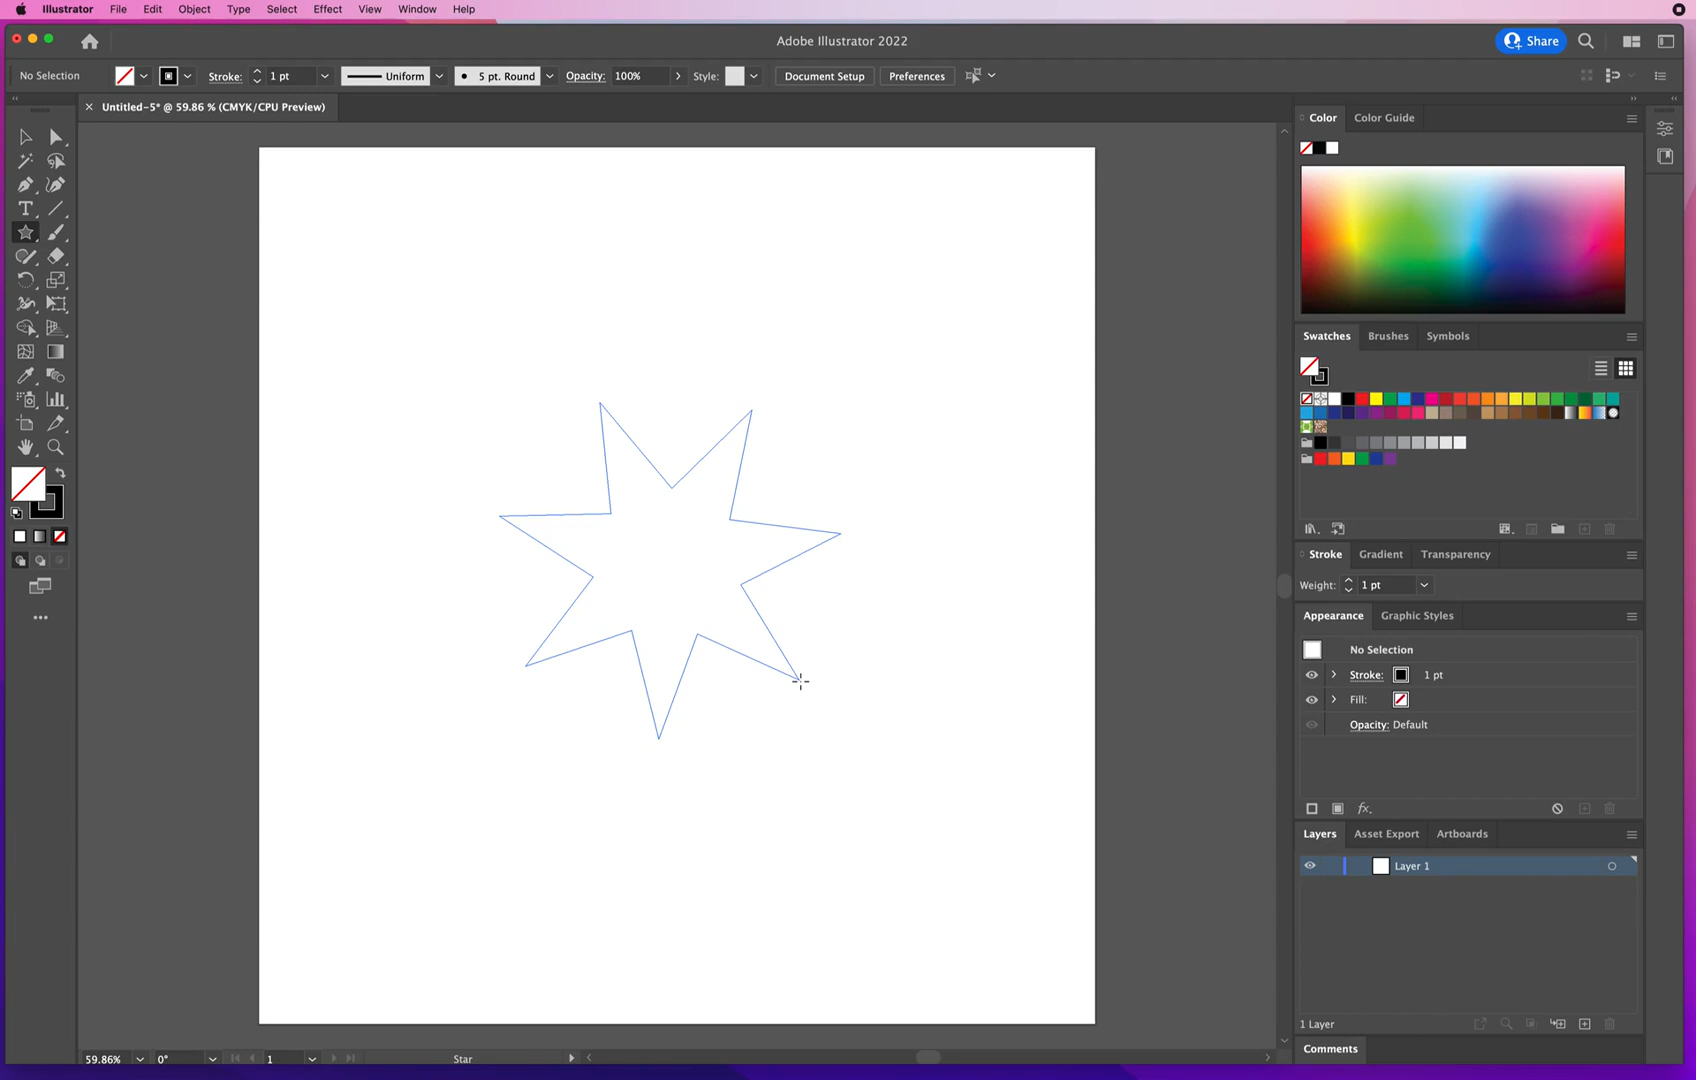 Illustrator File Edit Object Type Select Effect View Window Help
Adobe Illustrator 2022
Share
No Selection
Stroke: 1 pt
Uniform
5 pt. Round
Opacity: 100%
Style:
Document Setup
Preferences
Untitled-5* @ 59.86 % (CMYK/CPU Preview)
Color
Color Guide
Swatches
Brushes
Symbols
Stroke
Gradient
Transparency
Weight: 1 pt
Appearance
Graphic Styles
No Selection
Stroke: 1 pt
Fill:
Opacity: Default
fx.
Layers
Asset Export
Artboards
Layer 1
1 Layer
Comments
59.86%
0°
1
Star